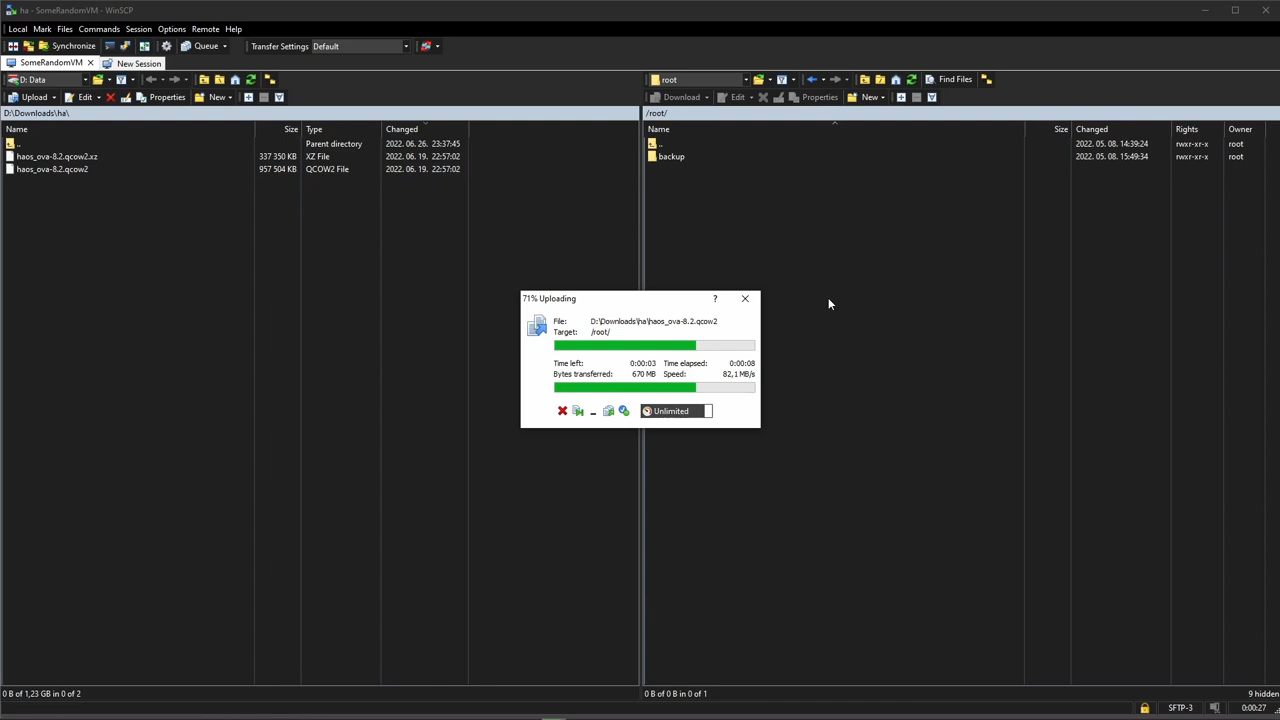 ha - SomeRandomVM - WinSCP
Local Mark Files Commands Session Options Remote Help
Synchronize Queue Transfer Settings Default
SomeRandomVM New Session
D: Data root Find Files
Upload Edit Properties New Download Edit Properties New
D:\Downloads\ha\ /root/
Name Size Type Changed Name Size Changed Rights Owner
.. Parent directory 2022. 06. 26. 23:37:45 .. 2022. 05. 08. 14:39:24 rwxr-xr-x root
haos_ova-8.2.qcow2.xz 337 350 KB XZ File 2022. 06. 19. 22:57:02 backup 2022. 05. 08. 15:49:34 rwxr-xr-x root
haos_ova-8.2.qcow2 957 504 KB QCOW2 File 2022. 06. 19. 22:57:02
71% Uploading ?
File: D:\Downloads\ha\haos_ova-8.2.qcow2
Target: /root/
Time left: 0:00:03 Time elapsed: 0:00:08
Bytes transferred: 670 MB Speed: 82,1 MB/s
Unlimited
0 B of 1,23 GB in 0 of 2 0 B of 0 B in 0 of 1 9 hidden
SFTP-3 0:00:27